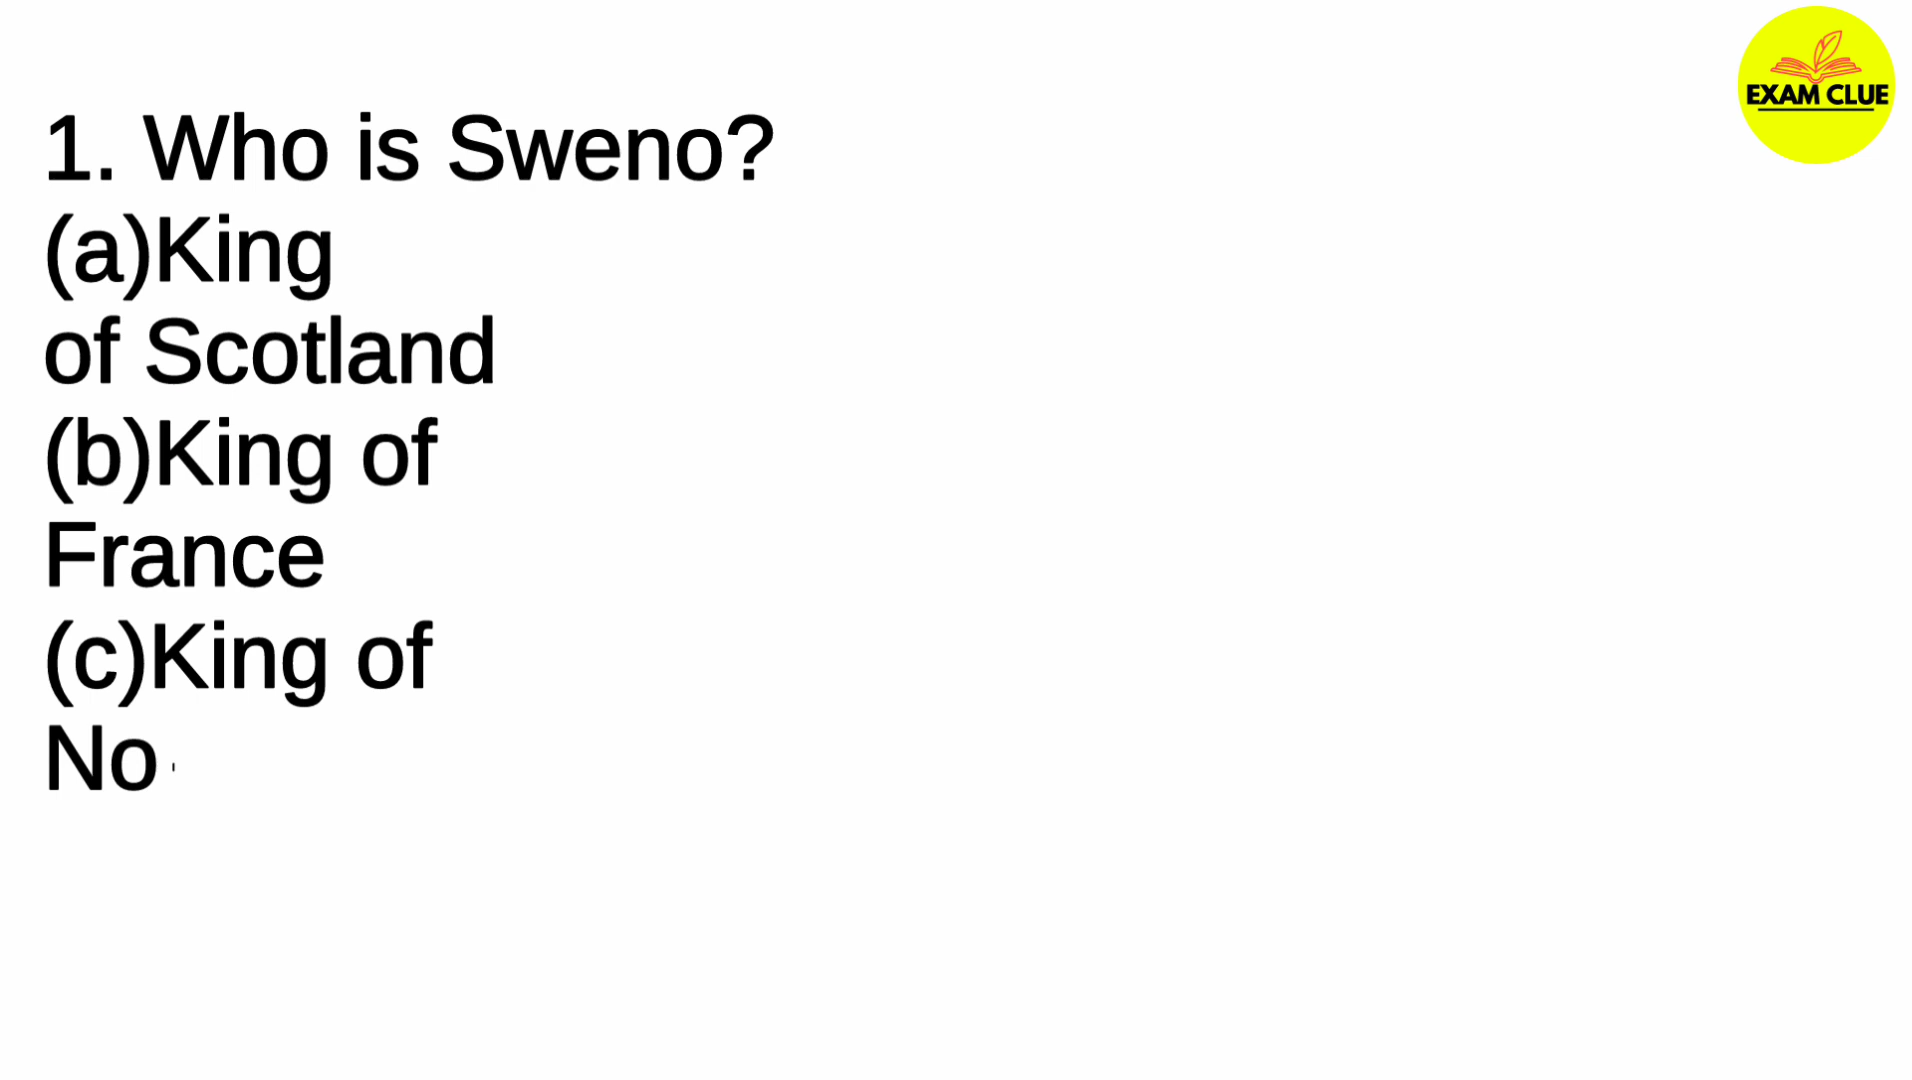 EXAM CLUE
1. Who is Sweno?
(a)King
of Scotland
(b)King of
France
(c)King of
No